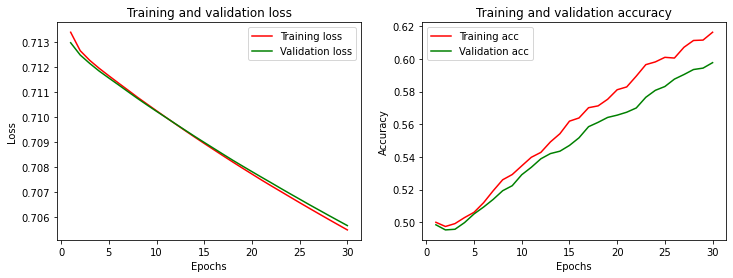 Training and validation loss
Training loss
Validation loss
0.713
0.712
0.711
0.710
0.709
0.708
0.707
0.706
Loss
0
5
10
15
20
25
30
Epochs
Training and validation accuracy
Training acc
Validation acc
0.62
0.60
0.58
0.56
0.54
0.52
0.50
Accuracy
0
5
10
15
20
25
30
Epochs